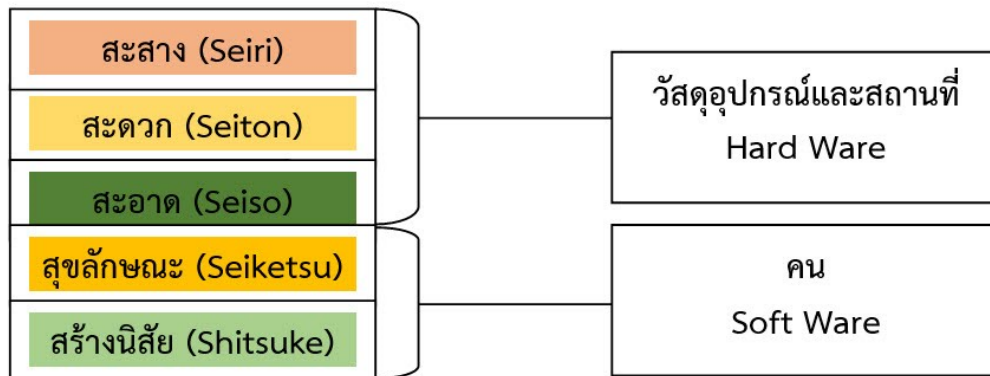 สะสาง (Seiri)
สะดวก (Seiton)
สะอาด (Seiso)
สุขลักษณะ (Seiketsu)
สร้างนิสัย (Shitsuke)
วัสดุอุปกรณ์และสถานที่
Hard Ware
คน
Soft Ware